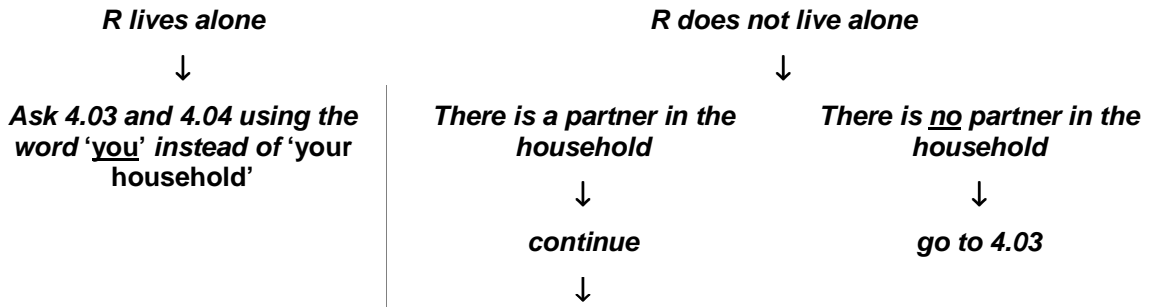 R lives alone
↓
Ask 4.03 and 4.04 using the
word 'you' instead of 'your
household'
R does not live alone
↓
There is a partner in the
household
↓
continue
↓
There is no partner in the
household
↓
go to 4.03